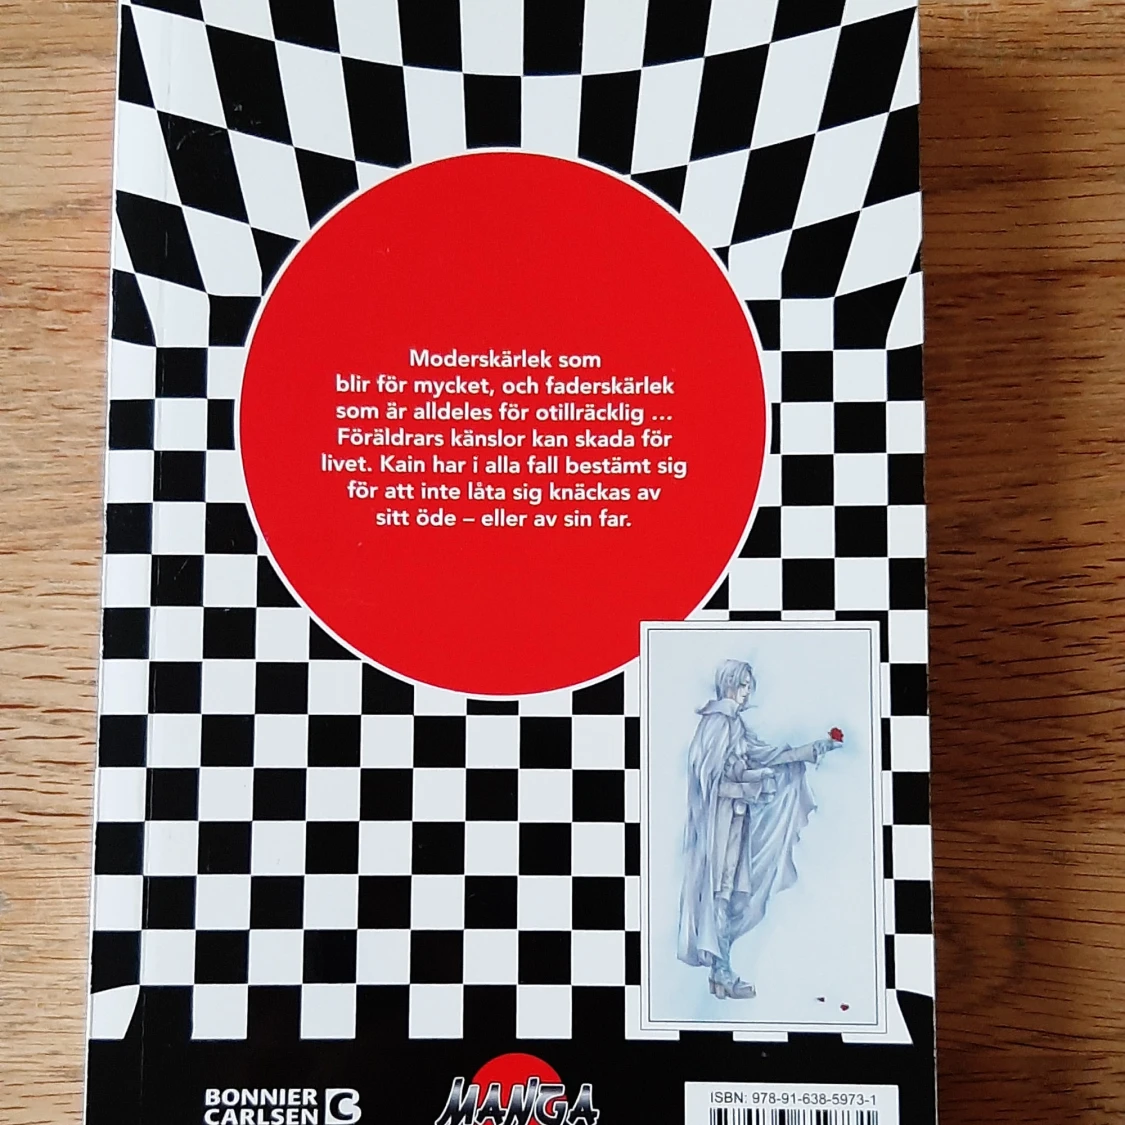 Moderskärlek som
blir för mycket, och faderskärlek
som är alldeles för otillräcklig ...
Föräldrars känslor kan skada för
livet. Kain har i alla fall bestämt sig
för att inte låta sig knäckas av
sitt öde – eller av sin far.
BONNIER
CARLSEN
MANGA
ISBN: 978-91-638-5973-1